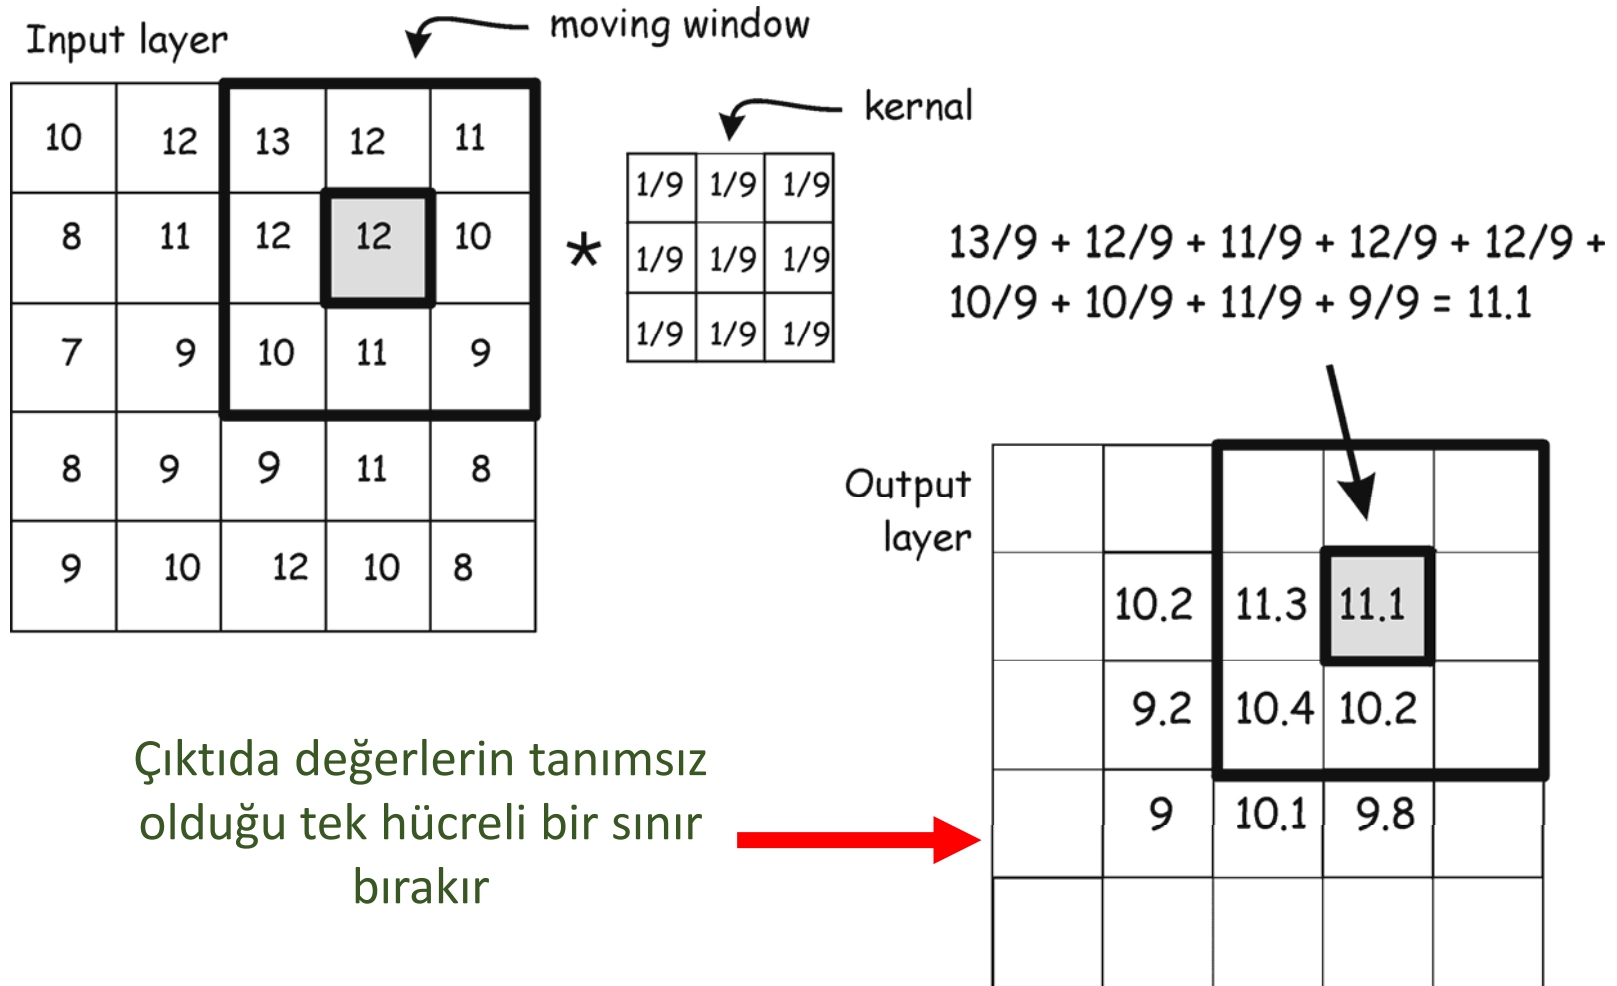 Input layer
moving window
kernal
10 12 13 12 11
8 11 12 12 10
7 9 10 11 9
8 9 9 11 8
9 10 12 10 8
*
1/9 1/9 1/9
1/9 1/9 1/9
1/9 1/9 1/9
13/9 + 12/9 + 11/9 + 12/9 + 12/9 +
10/9 + 10/9 + 11/9 + 9/9 = 11.1
Output
layer
10.2 11.3 11.1
9.2 10.4 10.2
9 10.1 9.8
Çıktıda değerlerin tanımsız
olduğu tek hücreli bir sınır
bırakır